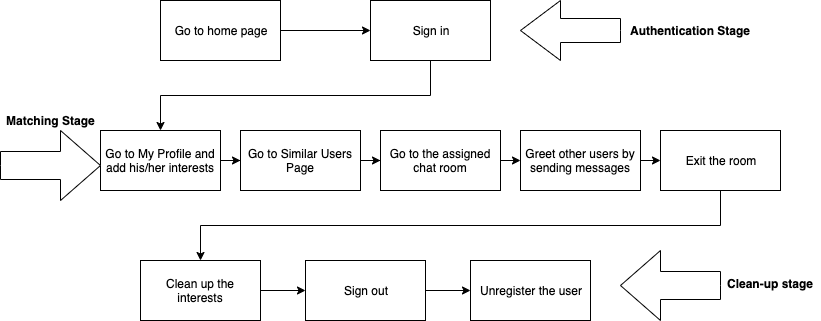 Go to home page
Sign in
Authentication Stage
Matching Stage
Go to My Profile and
add his/her interests
Go to Similar Users
Page
Go to the assigned
chat room
Greet other users by
sending messages
Exit the room
Clean up the
interests
Sign out
Unregister the user
Clean-up stage